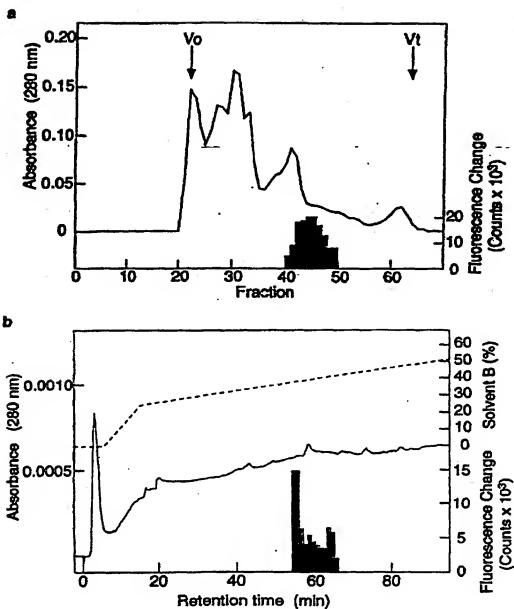 a
Vo
Vt
Absorbance (280 nm)
0.20
0.15
0.10
0.05
0
Fluorescence Change
(Counts x 10³)
20
10
0
10
20
30
40
50
60
Fraction
b
Absorbance (280 nm)
0.0010
0.0005
Solvent B (%)
60
50
40
30
20
10
0
Fluorescence Change
(Counts x 10³)
15
10
5
0
0
20
40
60
80
Retention time (min)